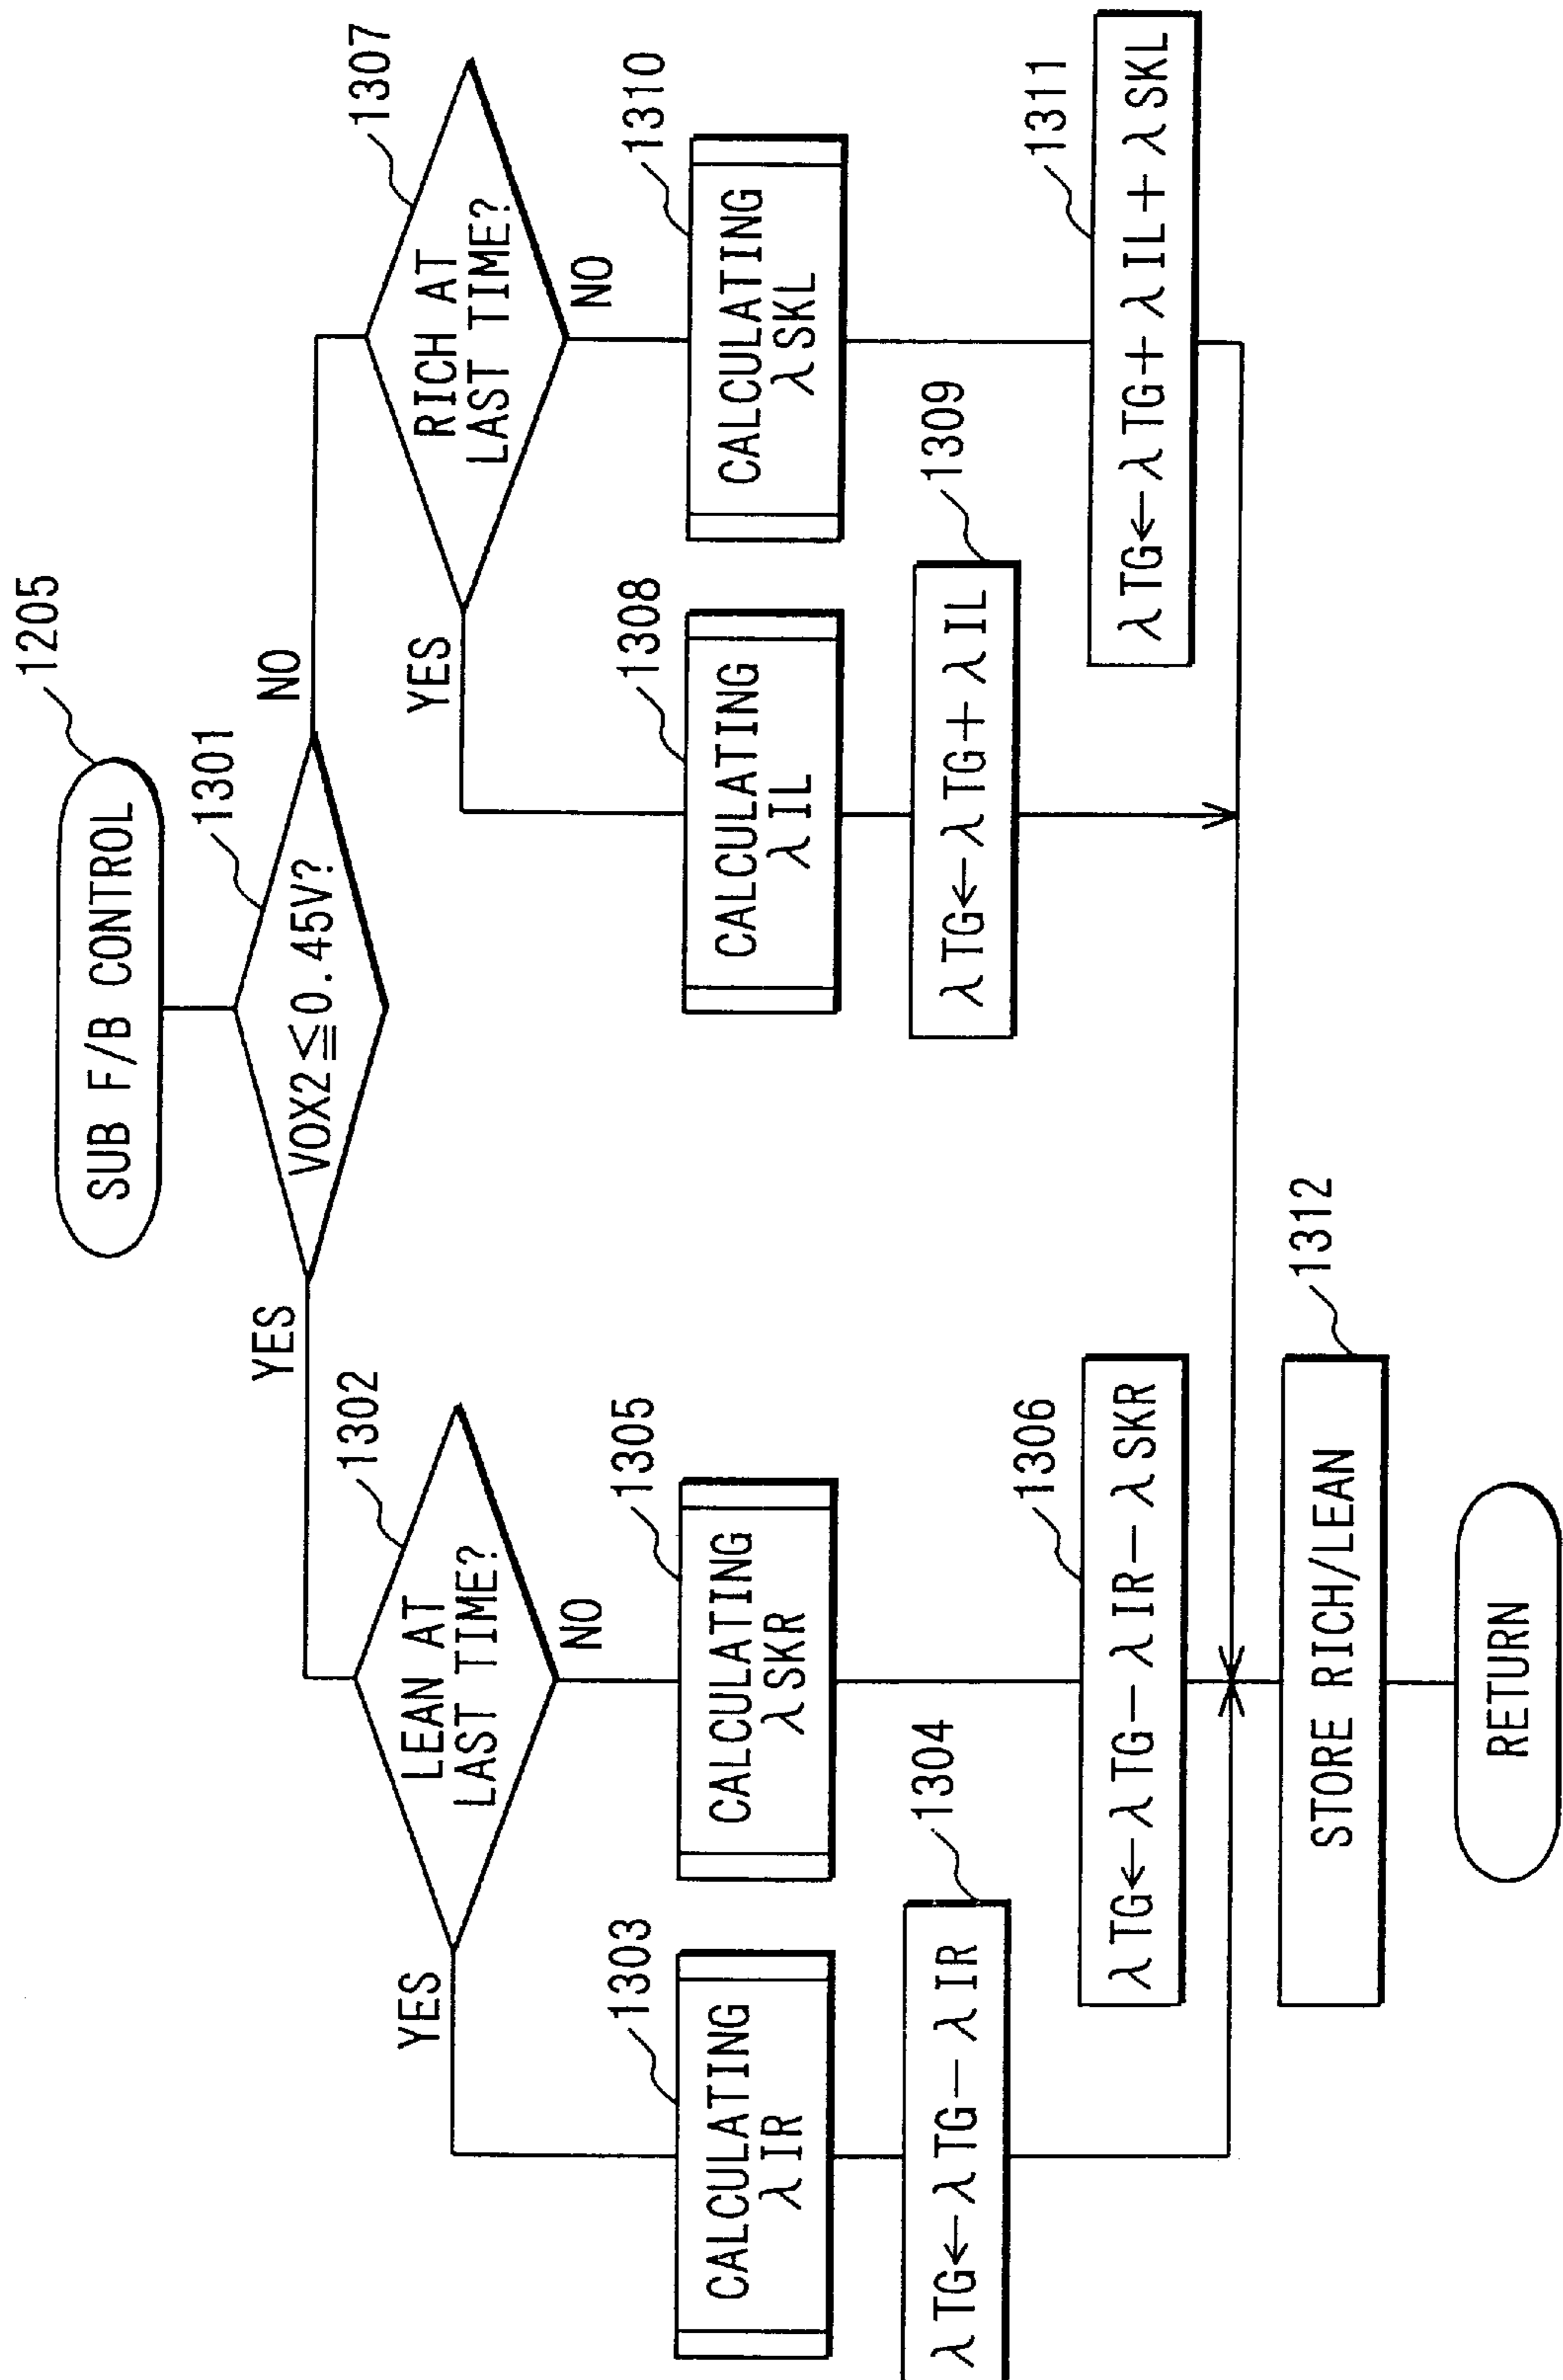 SUB F/B CONTROL
1205
VOX2≦0.45V?
1301
YES
NO
LEAN AT
LAST TIME?
1302
RICH AT
LAST TIME?
1307
YES
NO
YES
NO
CALCULATING
λIR
1303
CALCULATING
λSKR
1305
CALCULATING
λIL
1308
CALCULATING
λSKL
1310
λTG←λTG-λIR
1304
λTG←λTG+λIL
1309
λTG←λTG-λIR-λSKR
1306
λTG←λTG+λIL+λSKL
1311
STORE RICH/LEAN
1312
RETURN